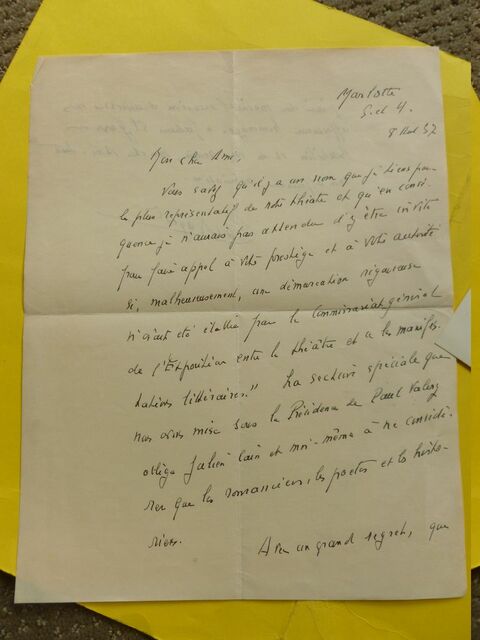 Marlotte
S. et M.
8 Aout 37
Mon cher Ami,
Vous savez qu'il y a un nom que je tiens pour
le plus représentatif de notre théâtre et qu'en consé-
quence je n'aurais pas attendu d'y être invité
pour faire appel à votre prestige et à votre autorité
si, malheureusement, une démarcation rigoureuse
n'avait été établie par le Commissariat général
de l'Exposition entre le théâtre et "les manifes-
tations littéraires." La section spéciale que
nous avons mise sous la Présidence de Paul Valéry
oblige Julien Cain et moi-même à ne considé-
rer que les romanciers, les poètes et les histo-
riens.
Avec un grand regret, que